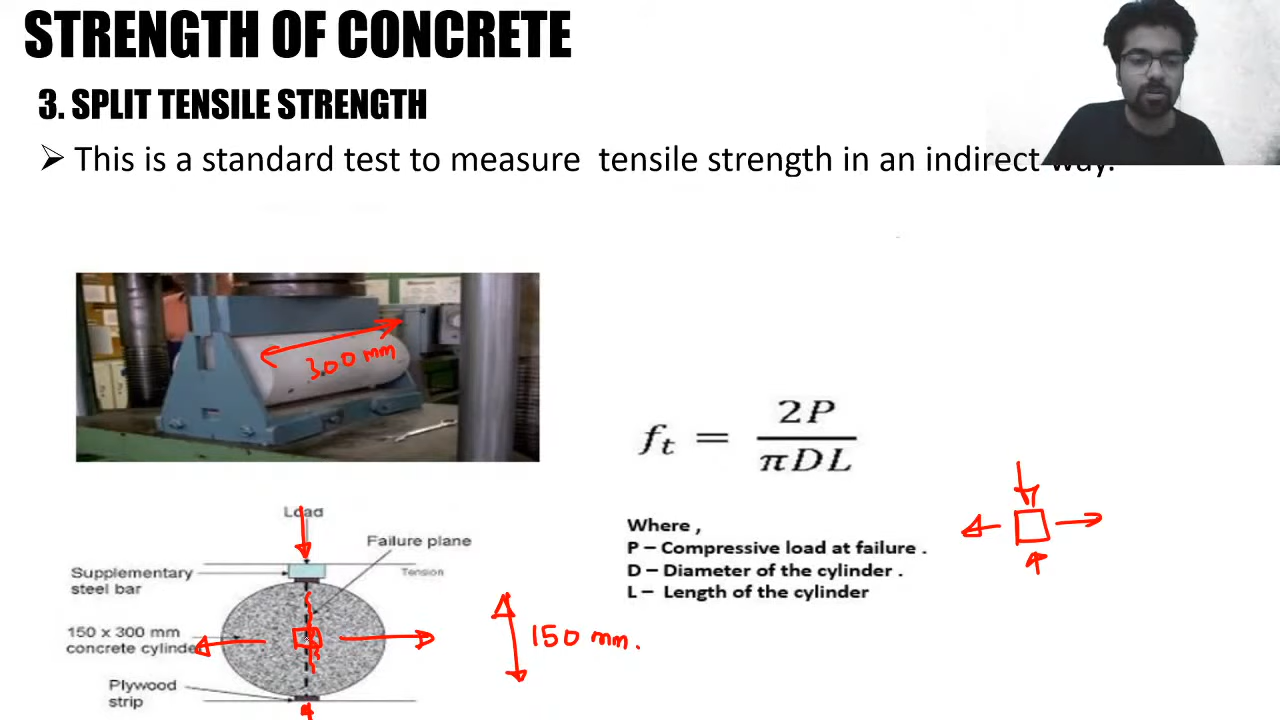 STRENGTH OF CONCRETE
3. SPLIT TENSILE STRENGTH
➢ This is a standard test to measure tensile strength in an indirect way.
300 mm
f_t = 2P / πDL
Load
Failure plane
Tension
Supplementary
steel bar
150 x 300 mm
concrete cylinde
Plywood
strip
150 mm.
Where ,
P – Compressive load at failure .
D – Diameter of the cylinder .
L – Length of the cylinder